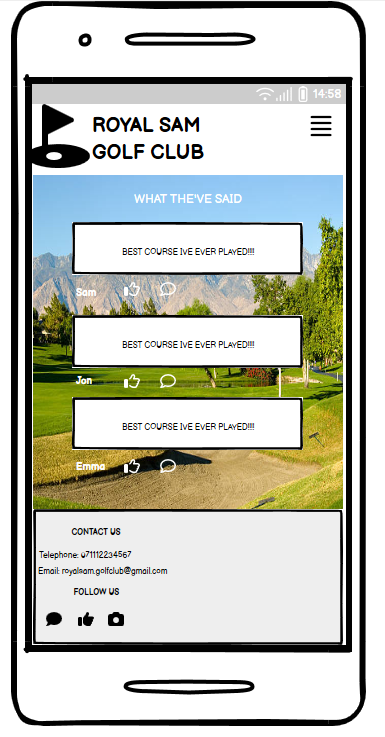 14:58
ROYAL SAM
GOLF CLUB
WHAT THE'VE SAID
BEST COURSE IVE EVER PLAYED!!!!
Sam
BEST COURSE IVE EVER PLAYED!!!!
Jon
BEST COURSE IVE EVER PLAYED!!!!
Emma
CONTACT US
Telephone: 071112234567
Email: royalsam.golfclub@gmail.com
FOLLOW US